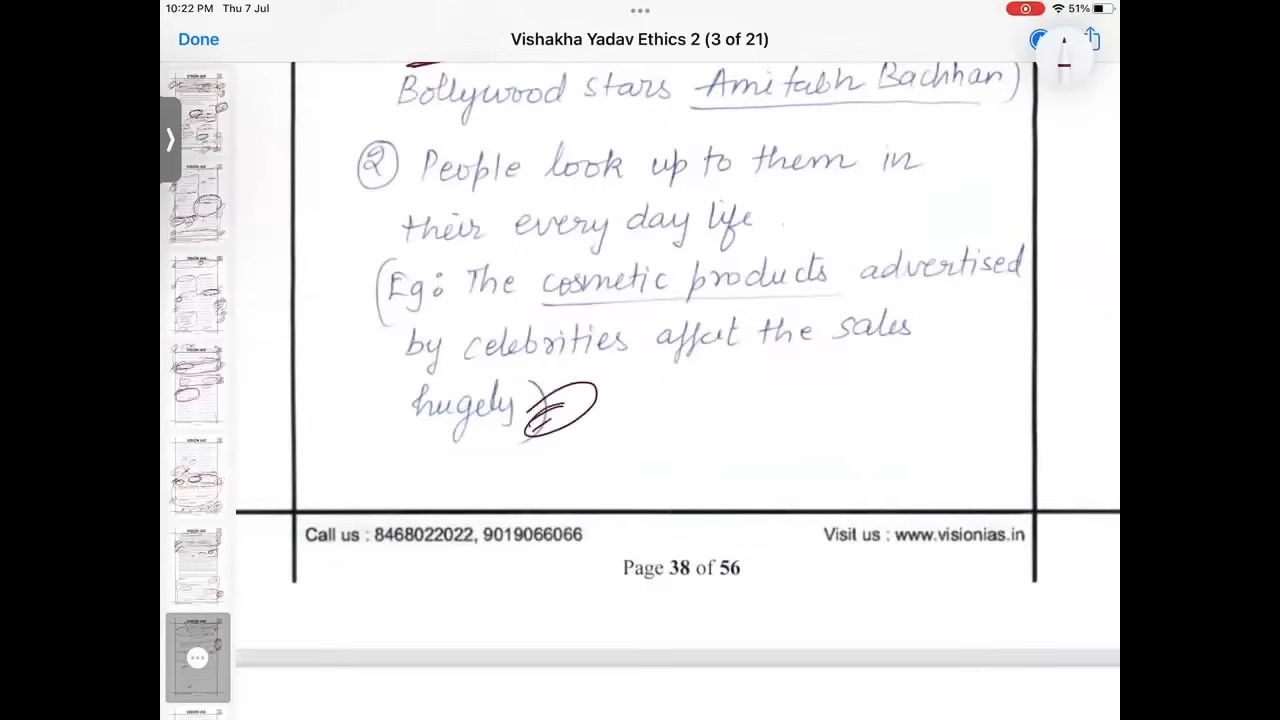 10:22 PM Thu 7 Jul
51%
Done
Vishakha Yadav Ethics 2 (3 of 21)
Bollywood stars Amitabh Bachhan)
② People look up to them in
their every day life
(Eg: The cosmetic products advertised
by celebrities affect the sales
hugely)
Call us : 8468022022, 9019066066
Visit us : www.visionias.in
Page 38 of 56